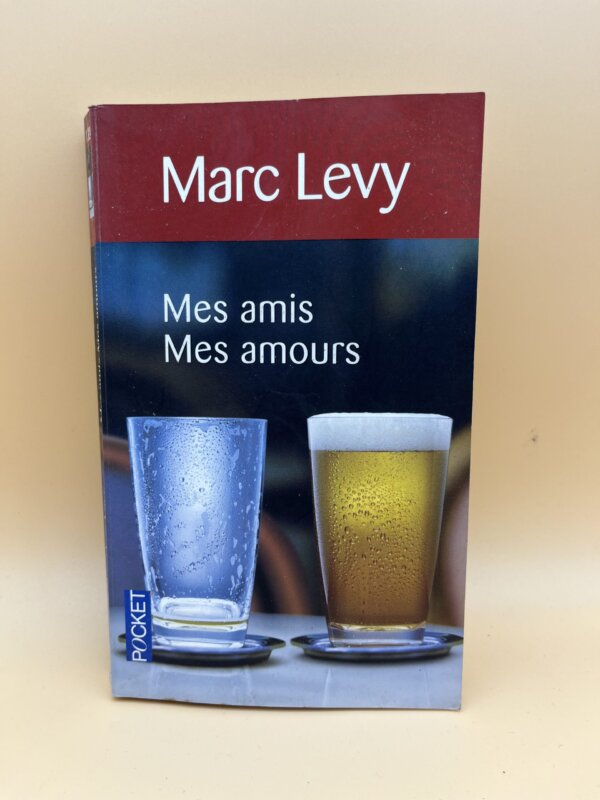 Marc Levy
Mes amis
Mes amours
POCKET